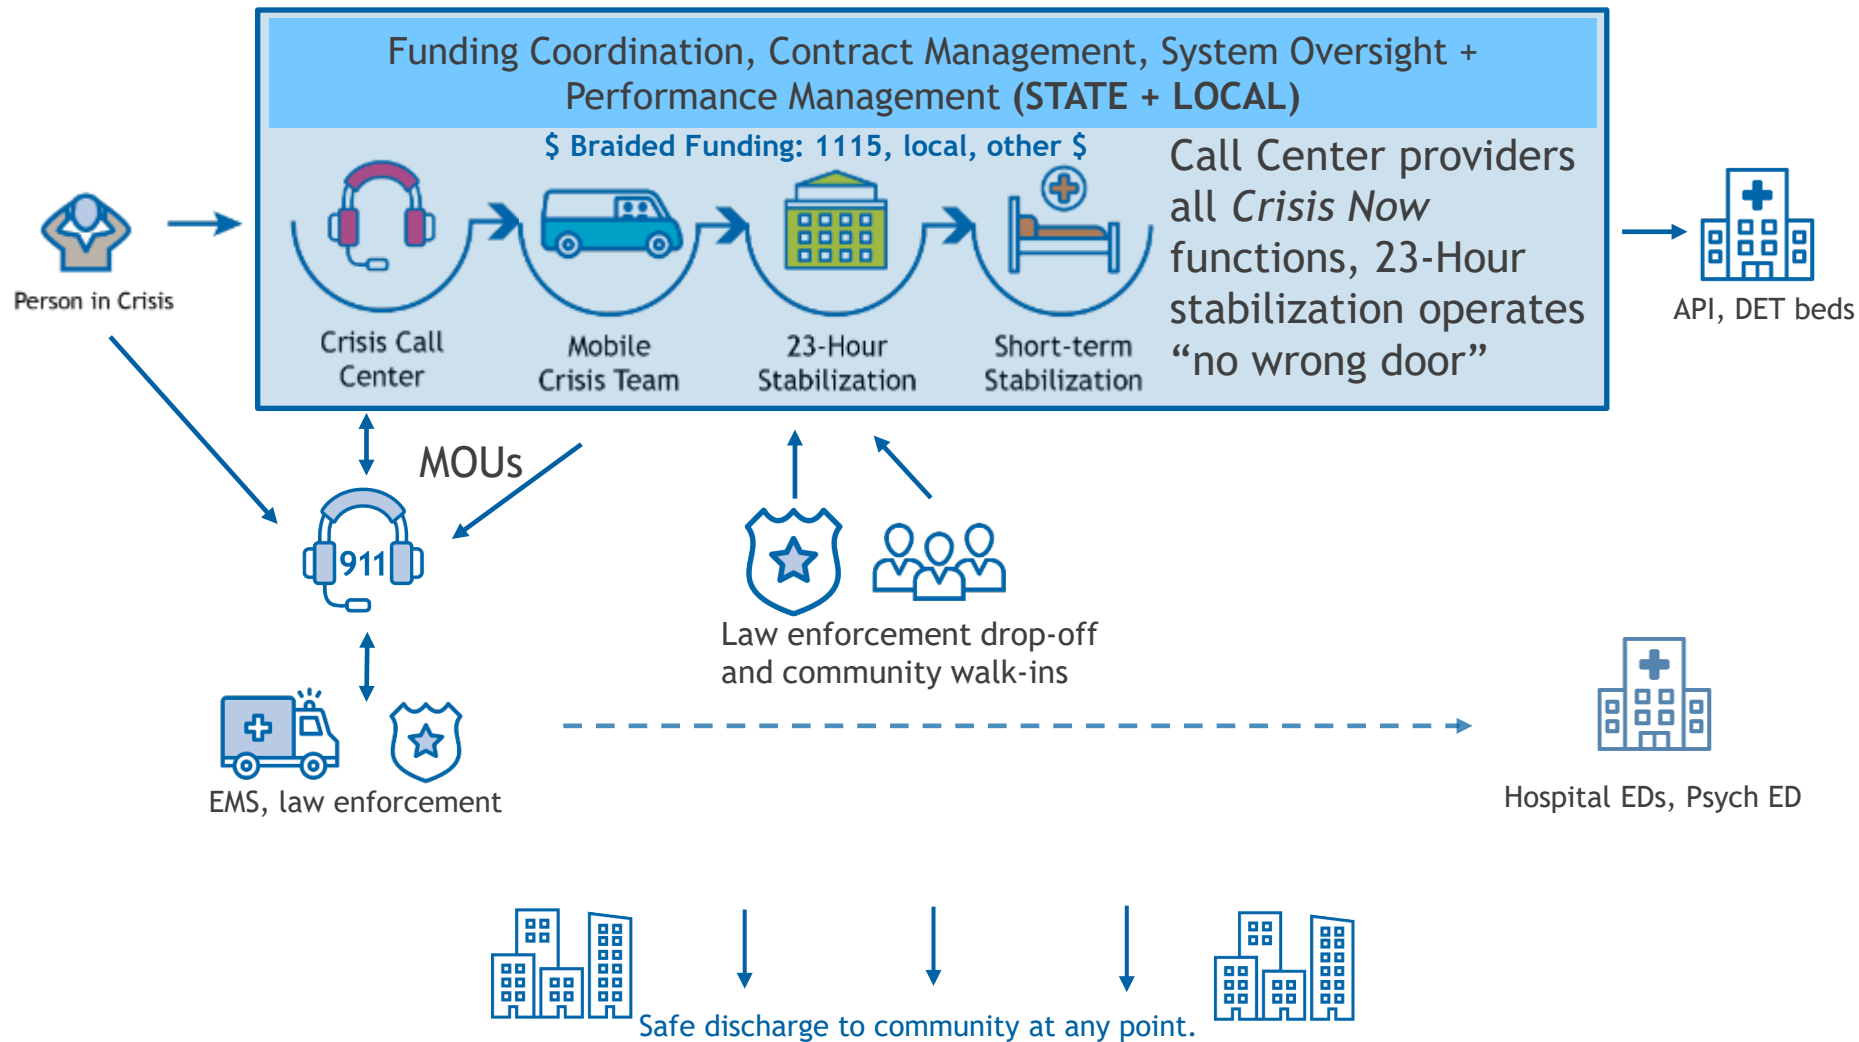 Funding Coordination, Contract Management, System Oversight +
Performance Management (STATE + LOCAL)
$ Braided Funding: 1115, local, other $
Call Center providers
all Crisis Now
functions, 23-Hour
stabilization operates
“no wrong door”
Person in Crisis
Crisis Call
Center
Mobile
Crisis Team
23-Hour
Stabilization
Short-term
Stabilization
API, DET beds
MOUs
911
Law enforcement drop-off
and community walk-ins
EMS, law enforcement
Hospital EDs, Psych ED
Safe discharge to community at any point.